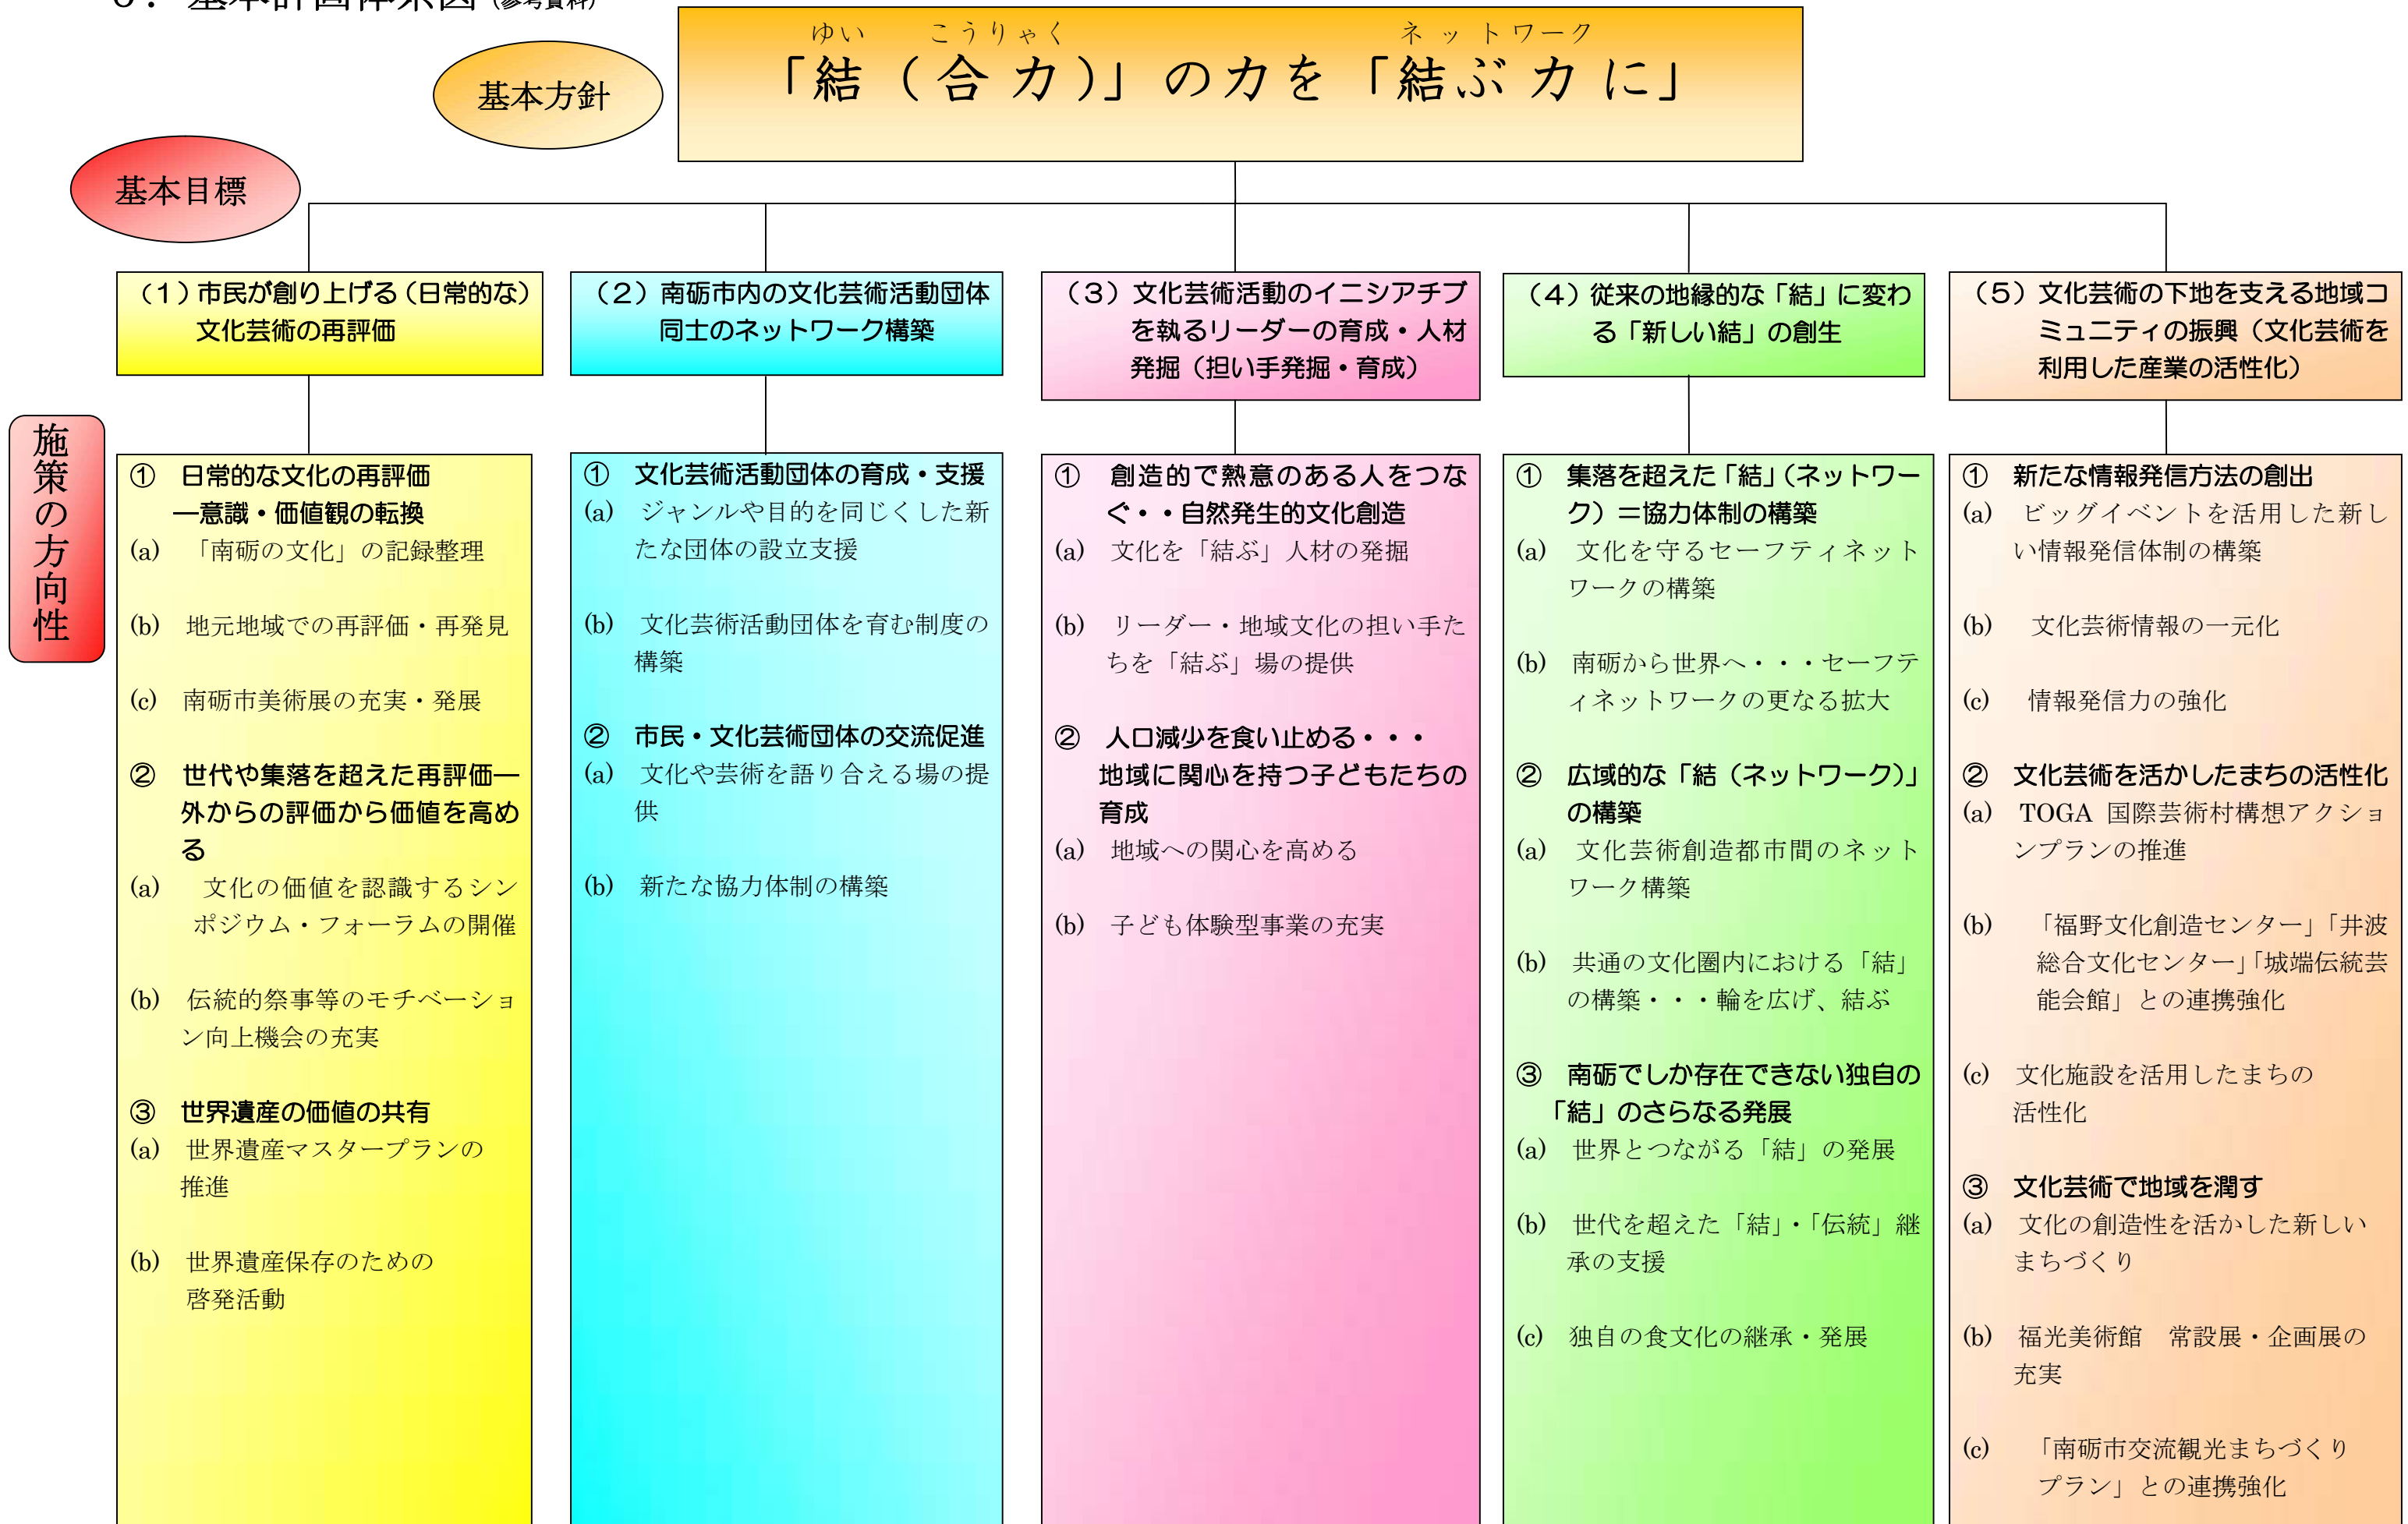 基本計画体系図（参考資料）
ゆい　こうりゃく　ネットワーク
「結（合力）」の力を「結ぶ力に」
基本方針
基本目標
（１）市民が創り上げる（日常的な）
文化芸術の再評価
（２）南砺市内の文化芸術活動団体
同士のネットワーク構築
（３）文化芸術活動のイニシアチブ
を執るリーダーの育成・人材
発掘（担い手発掘・育成）
（４）従来の地縁的な「結」に変わ
る「新しい結」の創生
（５）文化芸術の下地を支える地域コ
ミュニティの振興（文化芸術を
利用した産業の活性化）
施策の方向性
①　日常的な文化の再評価
―意識・価値観の転換
(a)　「南砺の文化」の記録整理
(b)　地元地域での再評価・再発見
(c)　南砺市美術展の充実・発展
②　世代や集落を超えた再評価―
外からの評価から価値を高め
る
(a)　文化の価値を認識するシン
ポジウム・フォーラムの開催
(b)　伝統的祭事等のモチベーショ
ン向上機会の充実
③　世界遺産の価値の共有
(a)　世界遺産マスタープランの
推進
(b)　世界遺産保存のための
啓発活動
①　文化芸術活動団体の育成・支援
(a)　ジャンルや目的を同じくした新
たな団体の設立支援
(b)　文化芸術活動団体を育む制度の
構築
②　市民・文化芸術団体の交流促進
(a)　文化や芸術を語り合える場の提
供
(b)　新たな協力体制の構築
①　創造的で熱意のある人をつな
ぐ・・自然発生的文化創造
(a)　文化を「結ぶ」人材の発掘
(b)　リーダー・地域文化の担い手た
ちを「結ぶ」場の提供
②　人口減少を食い止める・・・
地域に関心を持つ子どもたちの
育成
(a)　地域への関心を高める
(b)　子ども体験型事業の充実
①　集落を超えた「結」（ネットワー
ク）＝協力体制の構築
(a)　文化を守るセーフティネット
ワークの構築
(b)　南砺から世界へ・・・セーフテ
ィネットワークの更なる拡大
②　広域的な「結（ネットワーク）」
の構築
(a)　文化芸術創造都市間のネット
ワーク構築
(b)　共通の文化圏内における「結」
の構築・・・輪を広げ、結ぶ
③　南砺でしか存在できない独自の
「結」のさらなる発展
(a)　世界とつながる「結」の発展
(b)　世代を超えた「結」・「伝統」継
承の支援
(c)　独自の食文化の継承・発展
①　新たな情報発信方法の創出
(a)　ビッグイベントを活用した新し
い情報発信体制の構築
(b)　文化芸術情報の一元化
(c)　情報発信力の強化
②　文化芸術を活かしたまちの活性化
(a)　TOGA 国際芸術村構想アクショ
ンプランの推進
(b)　「福野文化創造センター」「井波
総合文化センター」「城端伝統芸
能会館」との連携強化
(c)　文化施設を活用したまちの
活性化
③　文化芸術で地域を潤す
(a)　文化の創造性を活かした新しい
まちづくり
(b)　福光美術館　常設展・企画展の
充実
(c)　「南砺市交流観光まちづくり
プラン」との連携強化